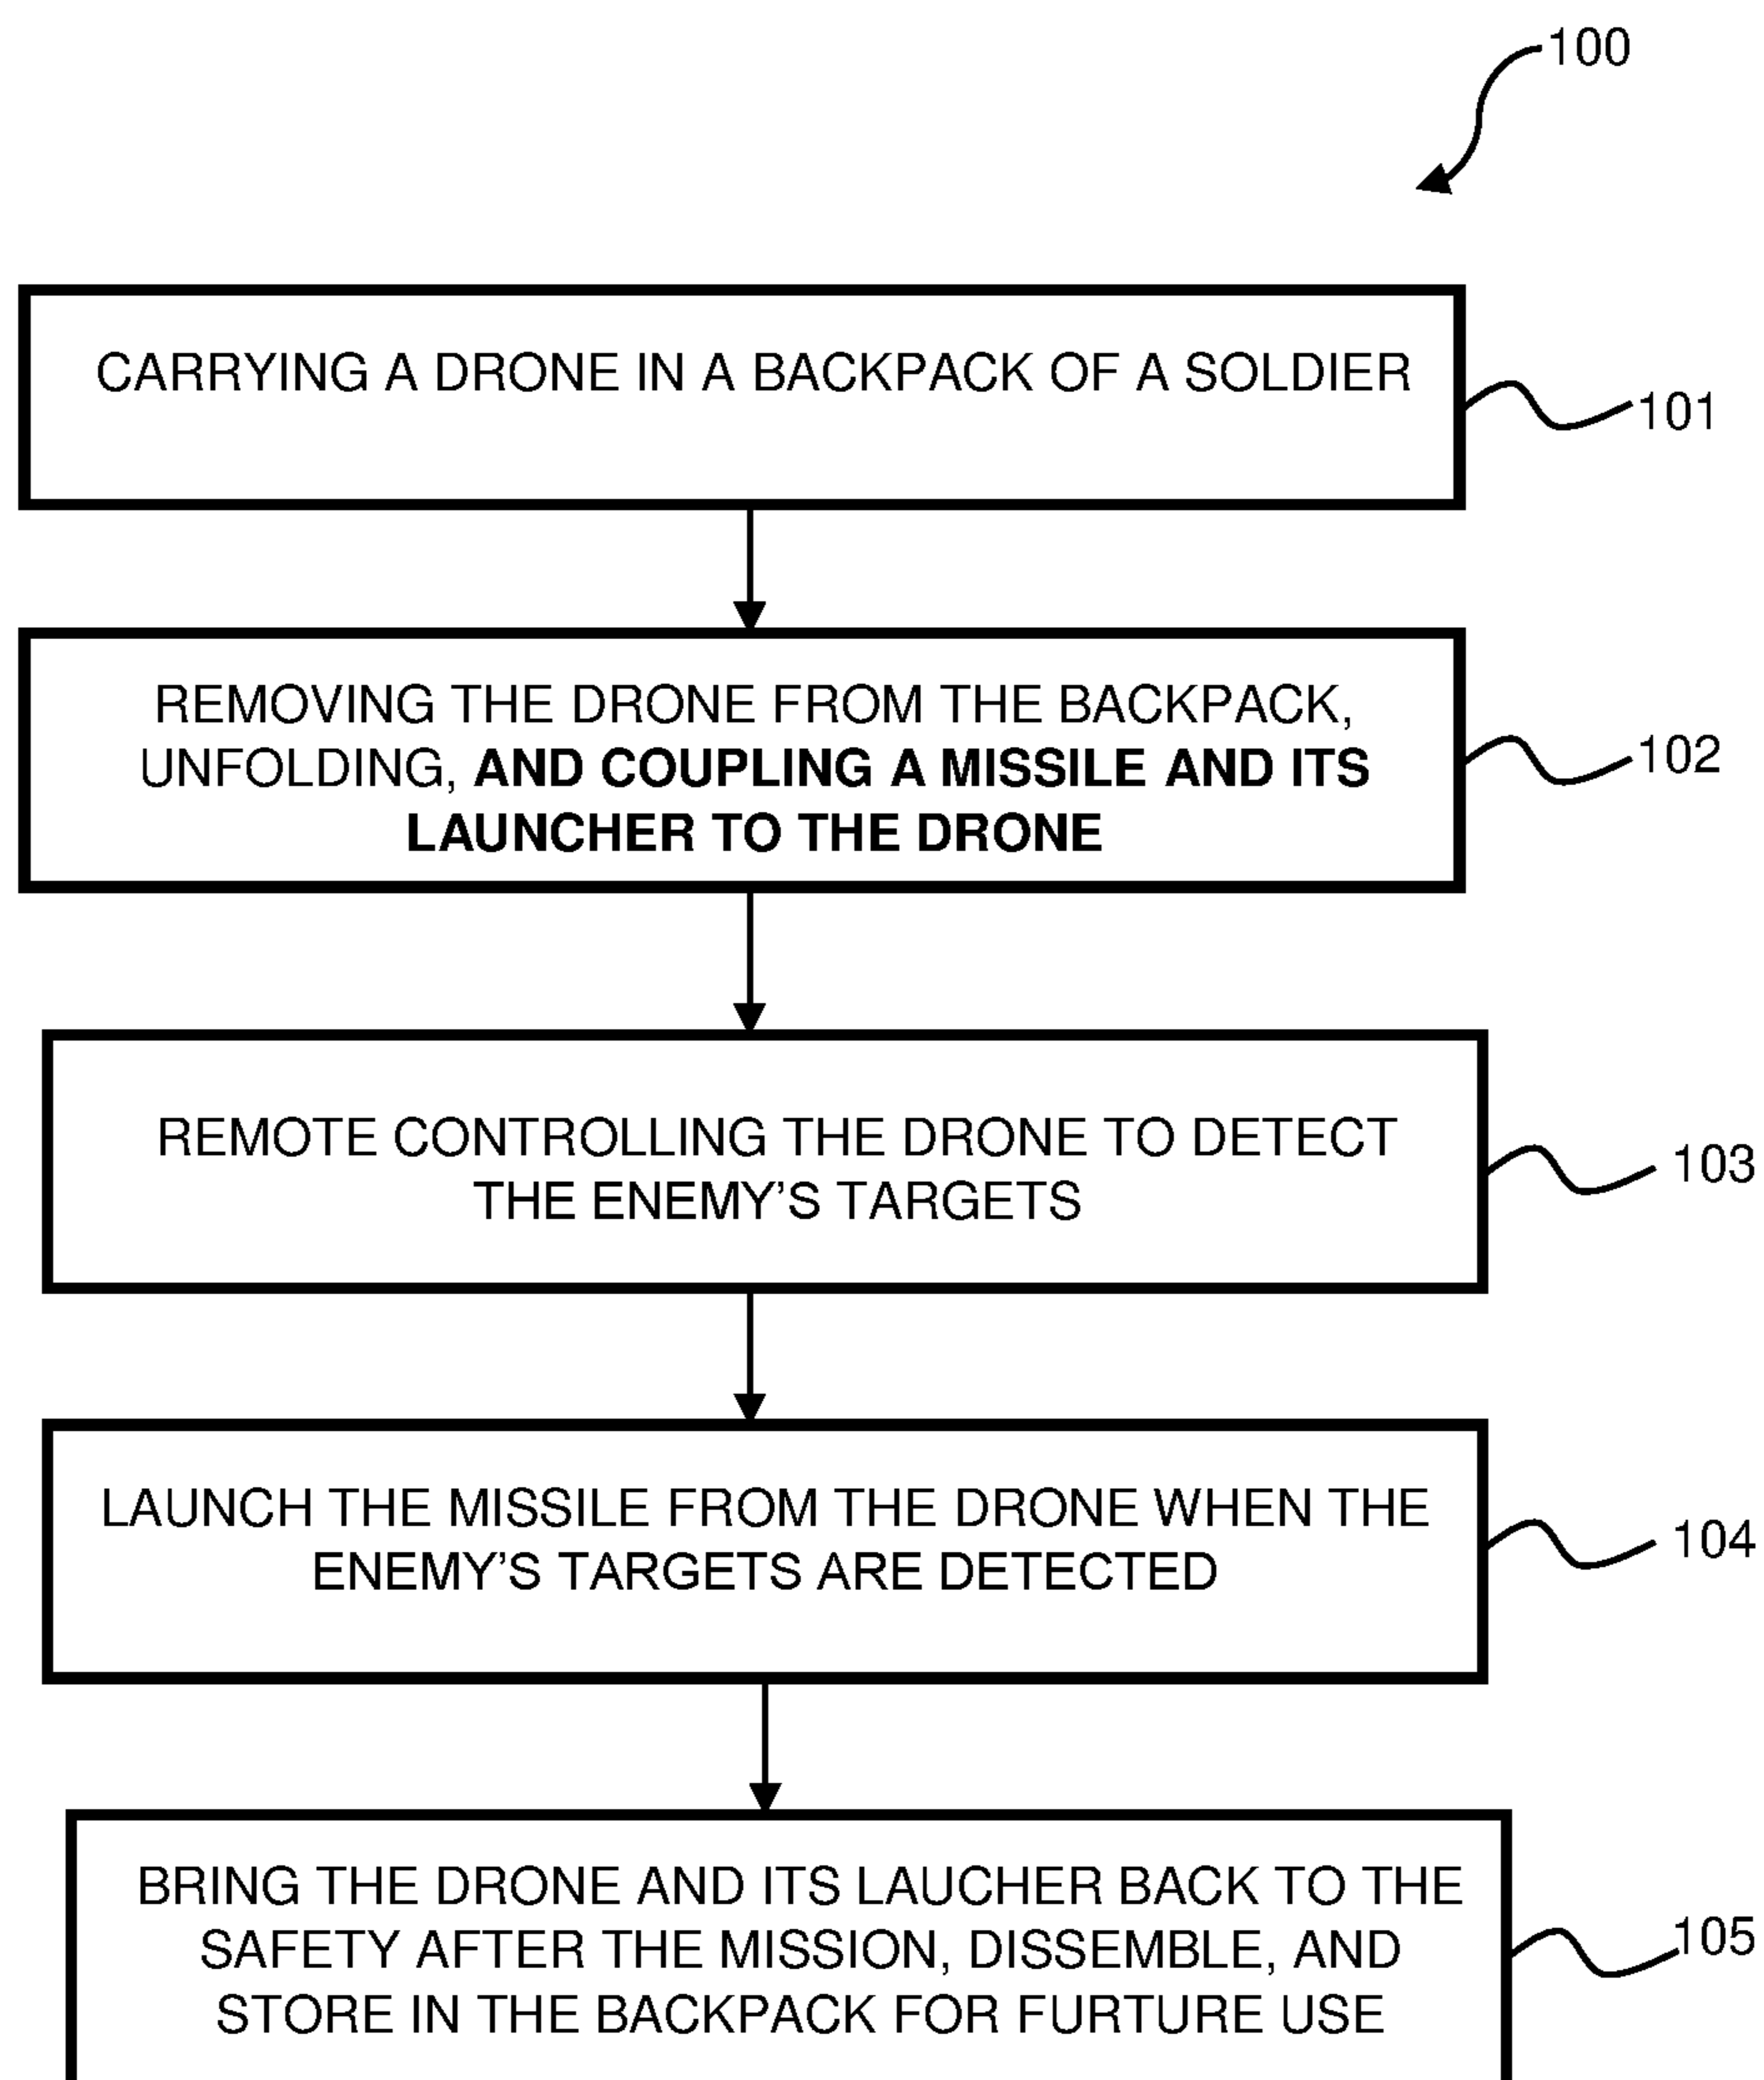 100
CARRYING A DRONE IN A BACKPACK OF A SOLDIER
101
REMOVING THE DRONE FROM THE BACKPACK,
UNFOLDING, AND COUPLING A MISSILE AND ITS
LAUNCHER TO THE DRONE
102
REMOTE CONTROLLING THE DRONE TO DETECT
THE ENEMY’S TARGETS
103
LAUNCH THE MISSILE FROM THE DRONE WHEN THE
ENEMY’S TARGETS ARE DETECTED
104
BRING THE DRONE AND ITS LAUCHER BACK TO THE
SAFETY AFTER THE MISSION, DISSEMBLE, AND
STORE IN THE BACKPACK FOR FURTURE USE
105